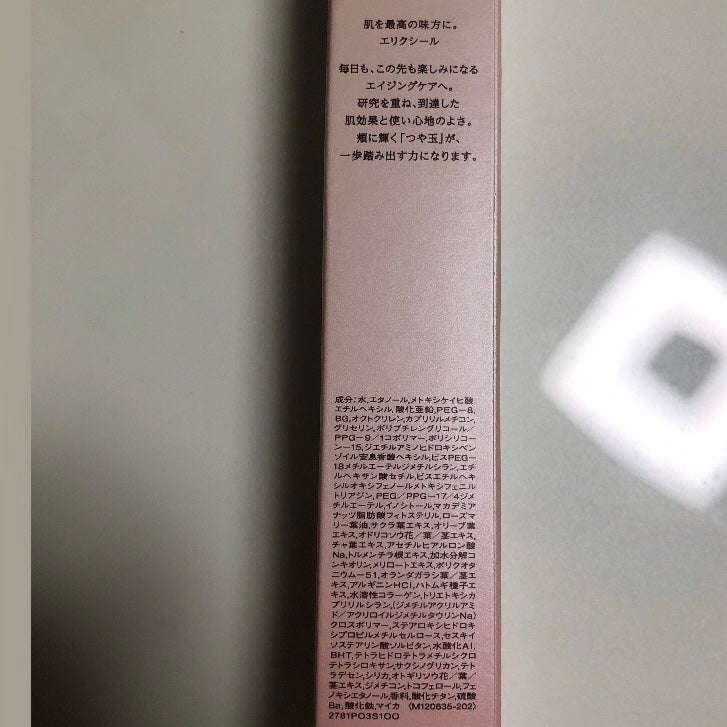 肌を最高の味方に。
エリクシール
毎日も、この先も楽しみになる
エイジングケアへ。
研究を重ね、到達した
肌効果と使い心地のよさ。
頬に輝く「つや玉」が、
一歩踏み出す力になります。
成分:水,エタノール,メトキシケイヒ酸
エチルヘキシル,酸化亜鉛,PEG-8,
BG,オクトクリレン,カプリリルメチコン,
グリセリン,ポリブチレングリコール/
PPG-9/1コポリマー,ポリシリコ
ーン-15,ジエチルアミノヒドロキシベン
ゾイル安息香酸ヘキシル,ビスPEG-
18メチルエーテルジメチルシラン,エチ
ルヘキサン酸セチル,ビスエチルヘキ
シルオキシフェノールメトキシフェニル
トリアジン,PEG/PPG-17/4ジメ
チルエーテル,イノシトール,マカデミア
ナッツ脂肪酸フィトステリル,ローズマ
リー葉油,サクラ葉エキス,オリーブ葉
エキス,オドリコソウ花/葉/茎エキス,
チャ葉エキス,アセチルヒアルロン酸
Na,トルメンチラ根エキス,加水分解コ
ンキオリン,メリロートエキス,ポリクオタ
ニウム-51,オランダガラシ葉/茎エ
キス,アルギニンHCl,ハトムギ種子エ
キス,水溶性コラーゲン,トリエトキシカ
プリリルシラン,(ジメチルアクリルアミ
ド/アクリロイルジメチルタウリンNa)
クロスポリマー,ステアロキシヒドロキ
シプロピルメチルセルロース,セスキイ
ソステアリン酸ソルビタン,水酸化Al,
BHT,テトラヒドロテトラメチルシクロ
テトラシロキサン,サクシノグリカン,テト
ラデセン,シリカ,オトギリソウ花/葉/
茎エキス,ジメチコン,トコフェロール,フェ
ノキシエタノール,香料,酸化チタン,硫酸
Ba,酸化鉄,マイカ 〈M120635-202〉
2781P03S100